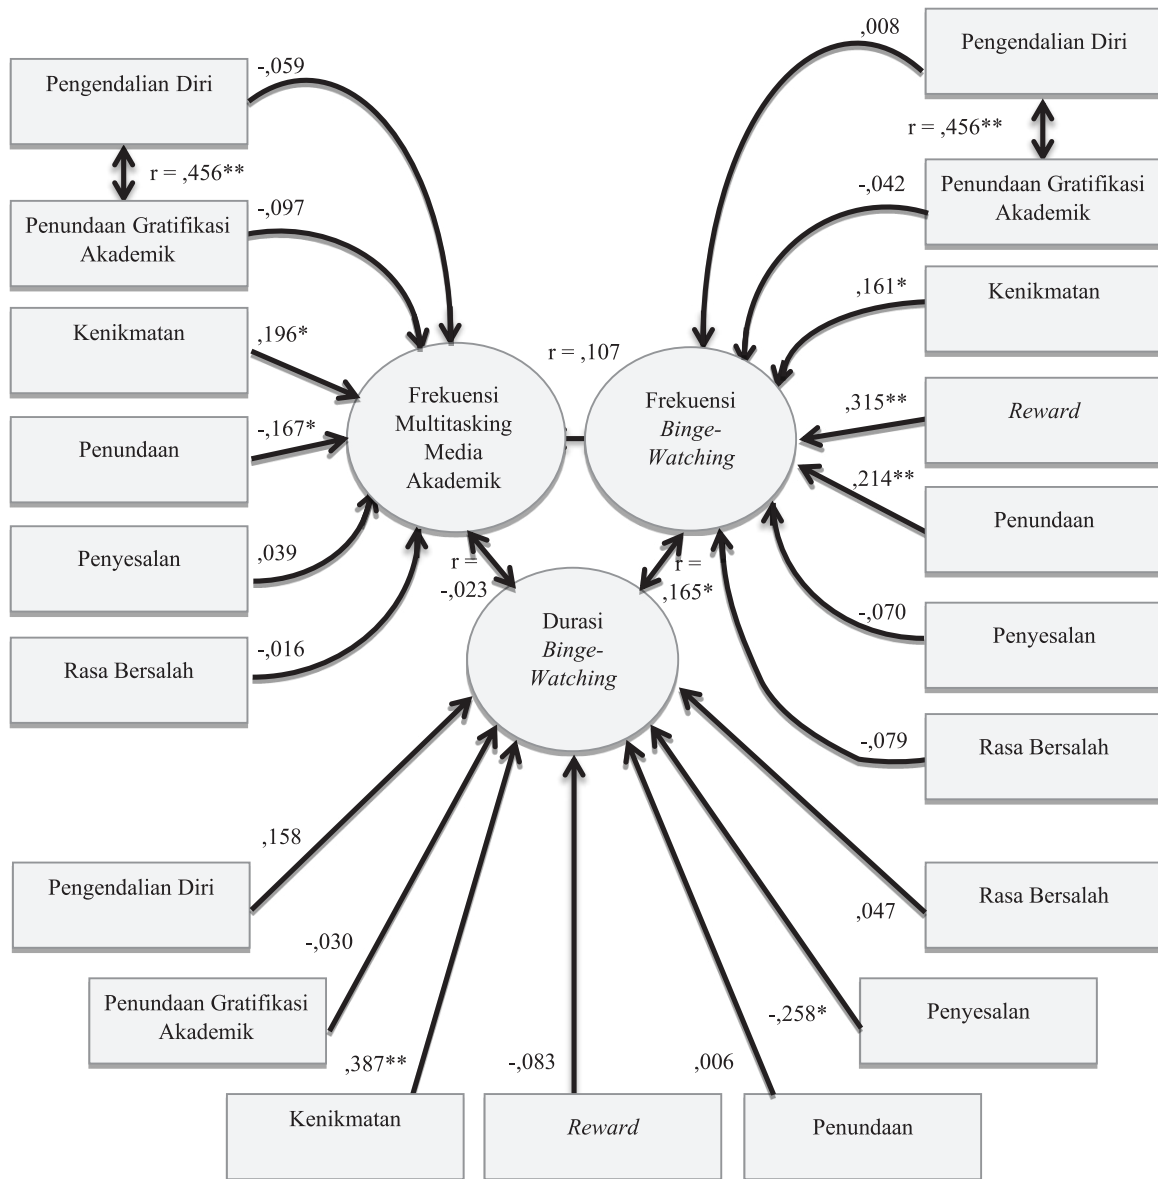 Pengendalian Diri
-,059
r = ,456**
Penundaan Gratifikasi
Akademik
-,097
Kenikmatan
,196*
Penundaan
-,167*
Penyesalan
,039
Rasa Bersalah
-,016
Frekuensi
Multitasking
Media
Akademik
r = ,107
Frekuensi
Binge-
Watching
,008
Pengendalian Diri
r = ,456**
-,042
Penundaan Gratifikasi
Akademik
,161*
Kenikmatan
,315**
Reward
,214**
Penundaan
-,070
Penyesalan
-,079
Rasa Bersalah
r =
-,023
r =
,165*
Durasi
Binge-
Watching
,158
Pengendalian Diri
-,030
Penundaan Gratifikasi
Akademik
,387**
Kenikmatan
-,083
Reward
,006
Penundaan
-,258*
Penyesalan
,047
Rasa Bersalah